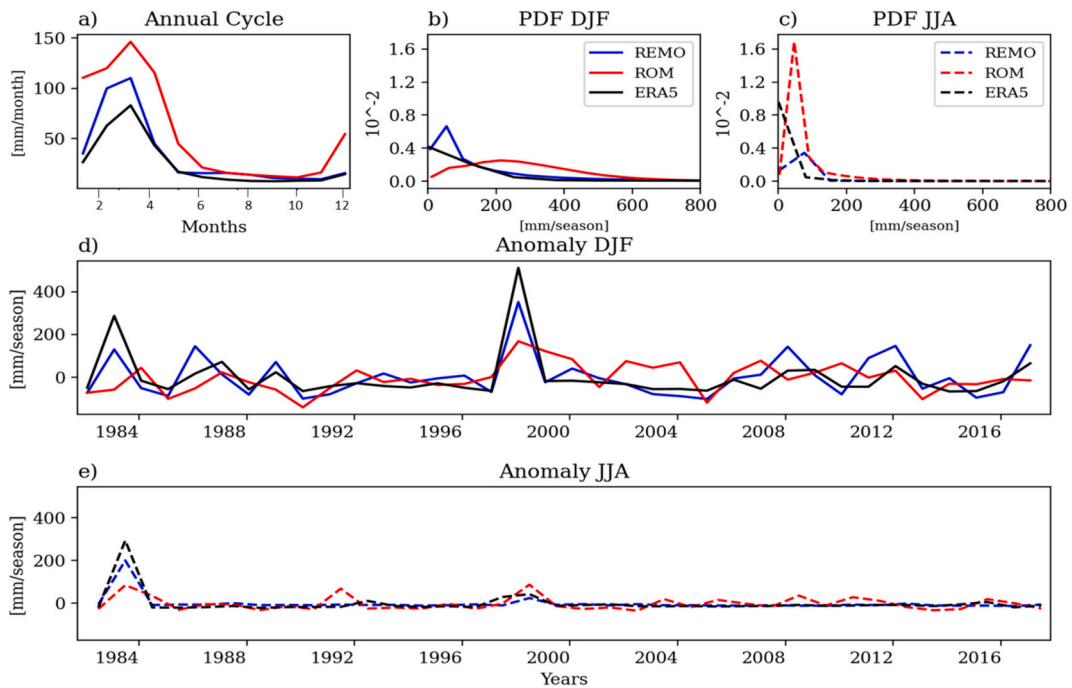 a) Annual Cycle
150
100
50
[mm/month]
2 4 6 8 10 12
Months
b) PDF DJF
1.6
1.2
0.8
0.4
0.0
10^-2
REMO
ROM
ERA5
0 200 400 600 800
[mm/season]
c) PDF JJA
1.6
1.2
0.8
0.4
0.0
10^-2
REMO
ROM
ERA5
0 200 400 600 800
[mm/season]
d) Anomaly DJF
400
200
0
[mm/season]
1984 1988 1992 1996 2000 2004 2008 2012 2016
e) Anomaly JJA
400
200
0
[mm/season]
1984 1988 1992 1996 2000 2004 2008 2012 2016
Years